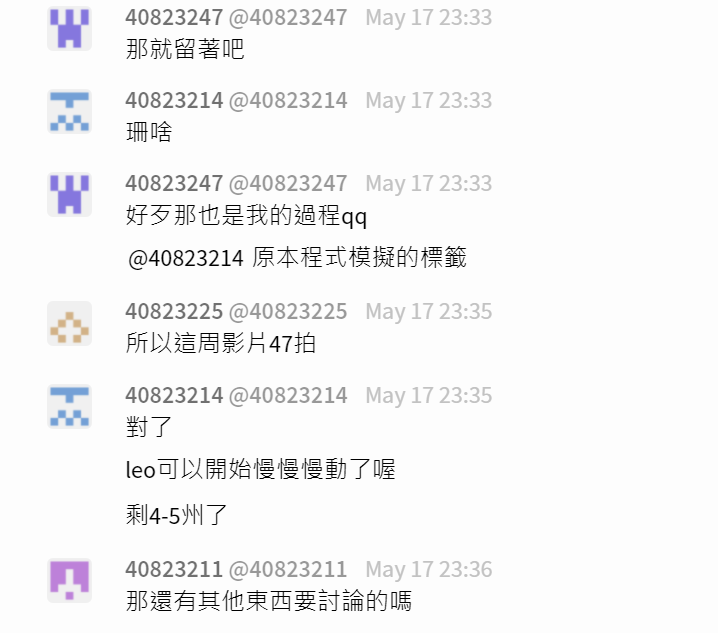 40823247 @40823247 May 17 23:33
那就留著吧
40823214 @40823214 May 17 23:33
珊啥
40823247 @40823247 May 17 23:33
好歹那也是我的過程qq
@40823214 原本程式模擬的標籤
40823225 @40823225 May 17 23:35
所以這周影片47拍
40823214 @40823214 May 17 23:35
對了
leo可以開始慢慢慢動了喔
剩4-5州了
40823211 @40823211 May 17 23:36
那還有其他東西要討論的嗎